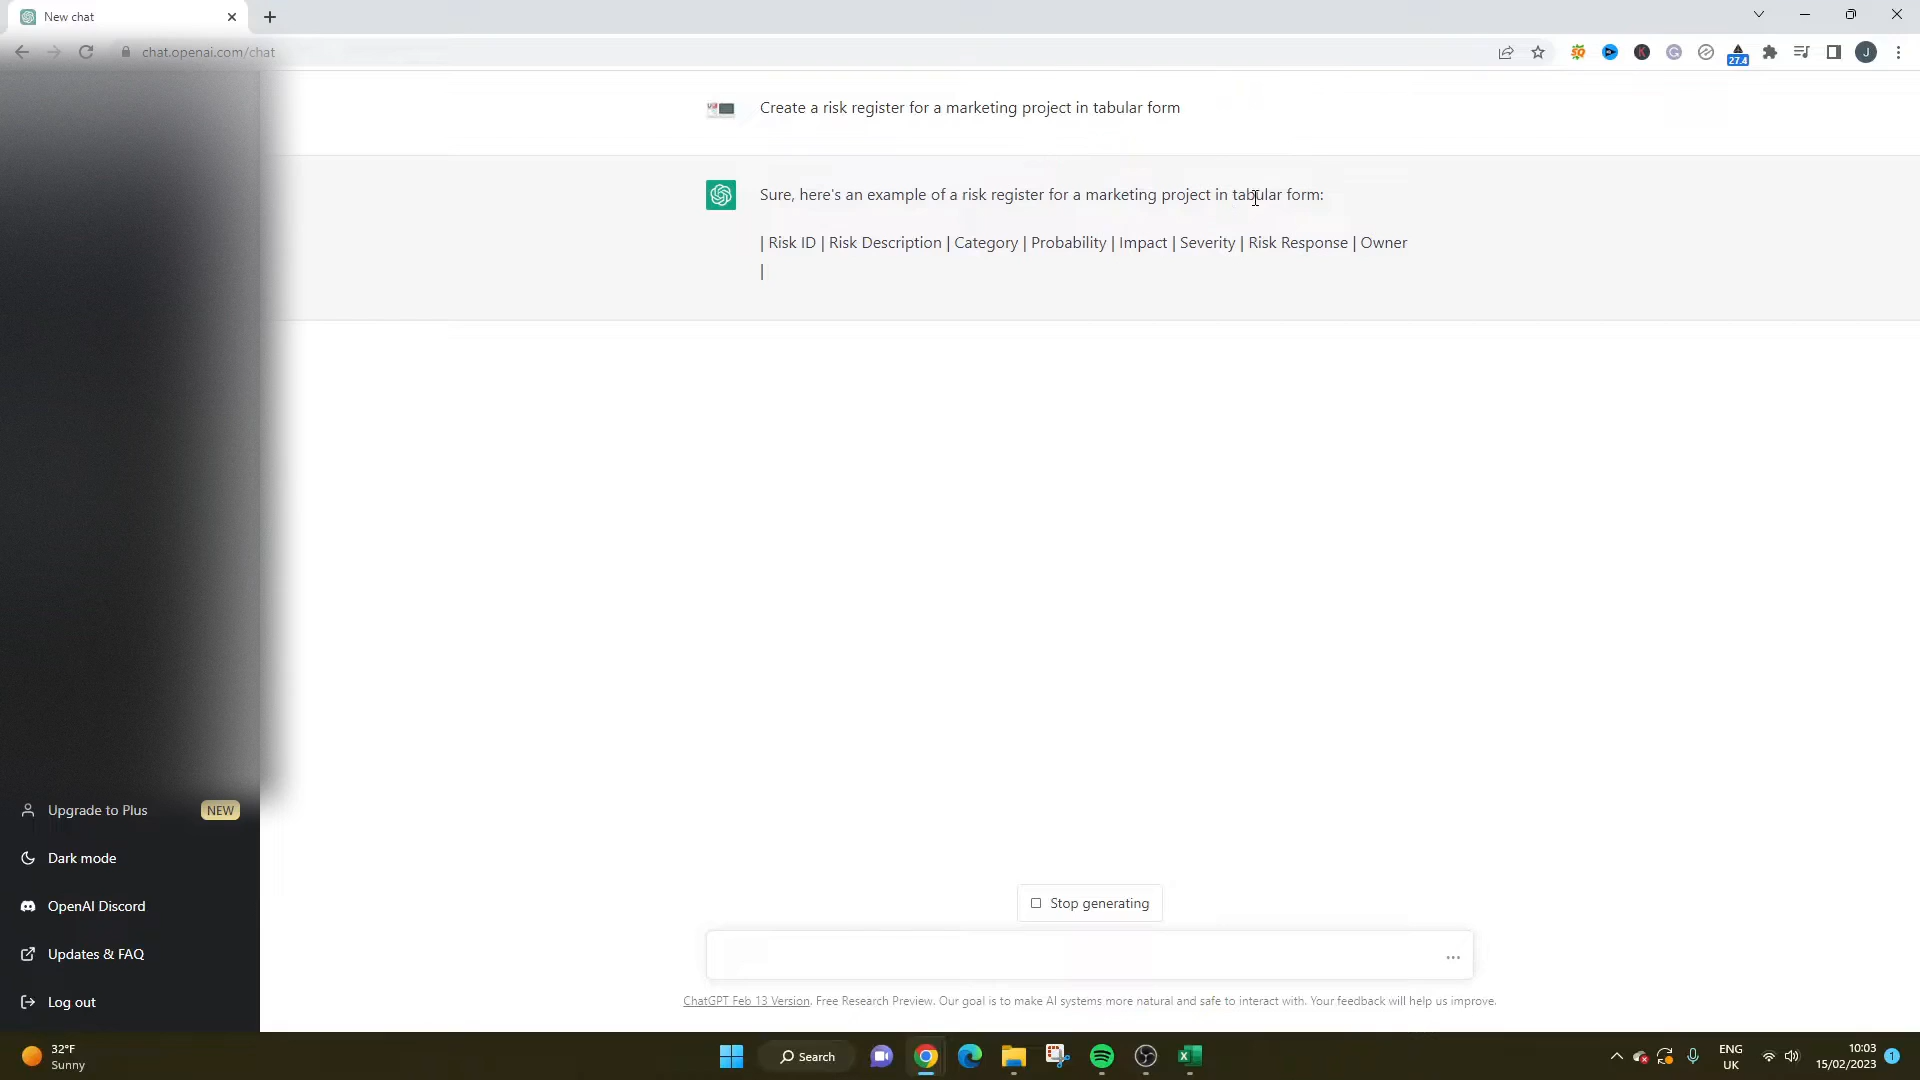 New chat
chat.openai.com/chat
27.4
J
Create a risk register for a marketing project in tabular form
Sure, here's an example of a risk register for a marketing project in tabular form:
| Risk ID | Risk Description | Category | Probability | Impact | Severity | Risk Response | Owner
|
Upgrade to Plus NEW
Dark mode
OpenAI Discord
Updates & FAQ
Log out
Stop generating
ChatGPT Feb 13 Version. Free Research Preview. Our goal is to make AI systems more natural and safe to interact with. Your feedback will help us improve.
32°F
Sunny
Search
ENG
UK
10:03
15/02/2023
1